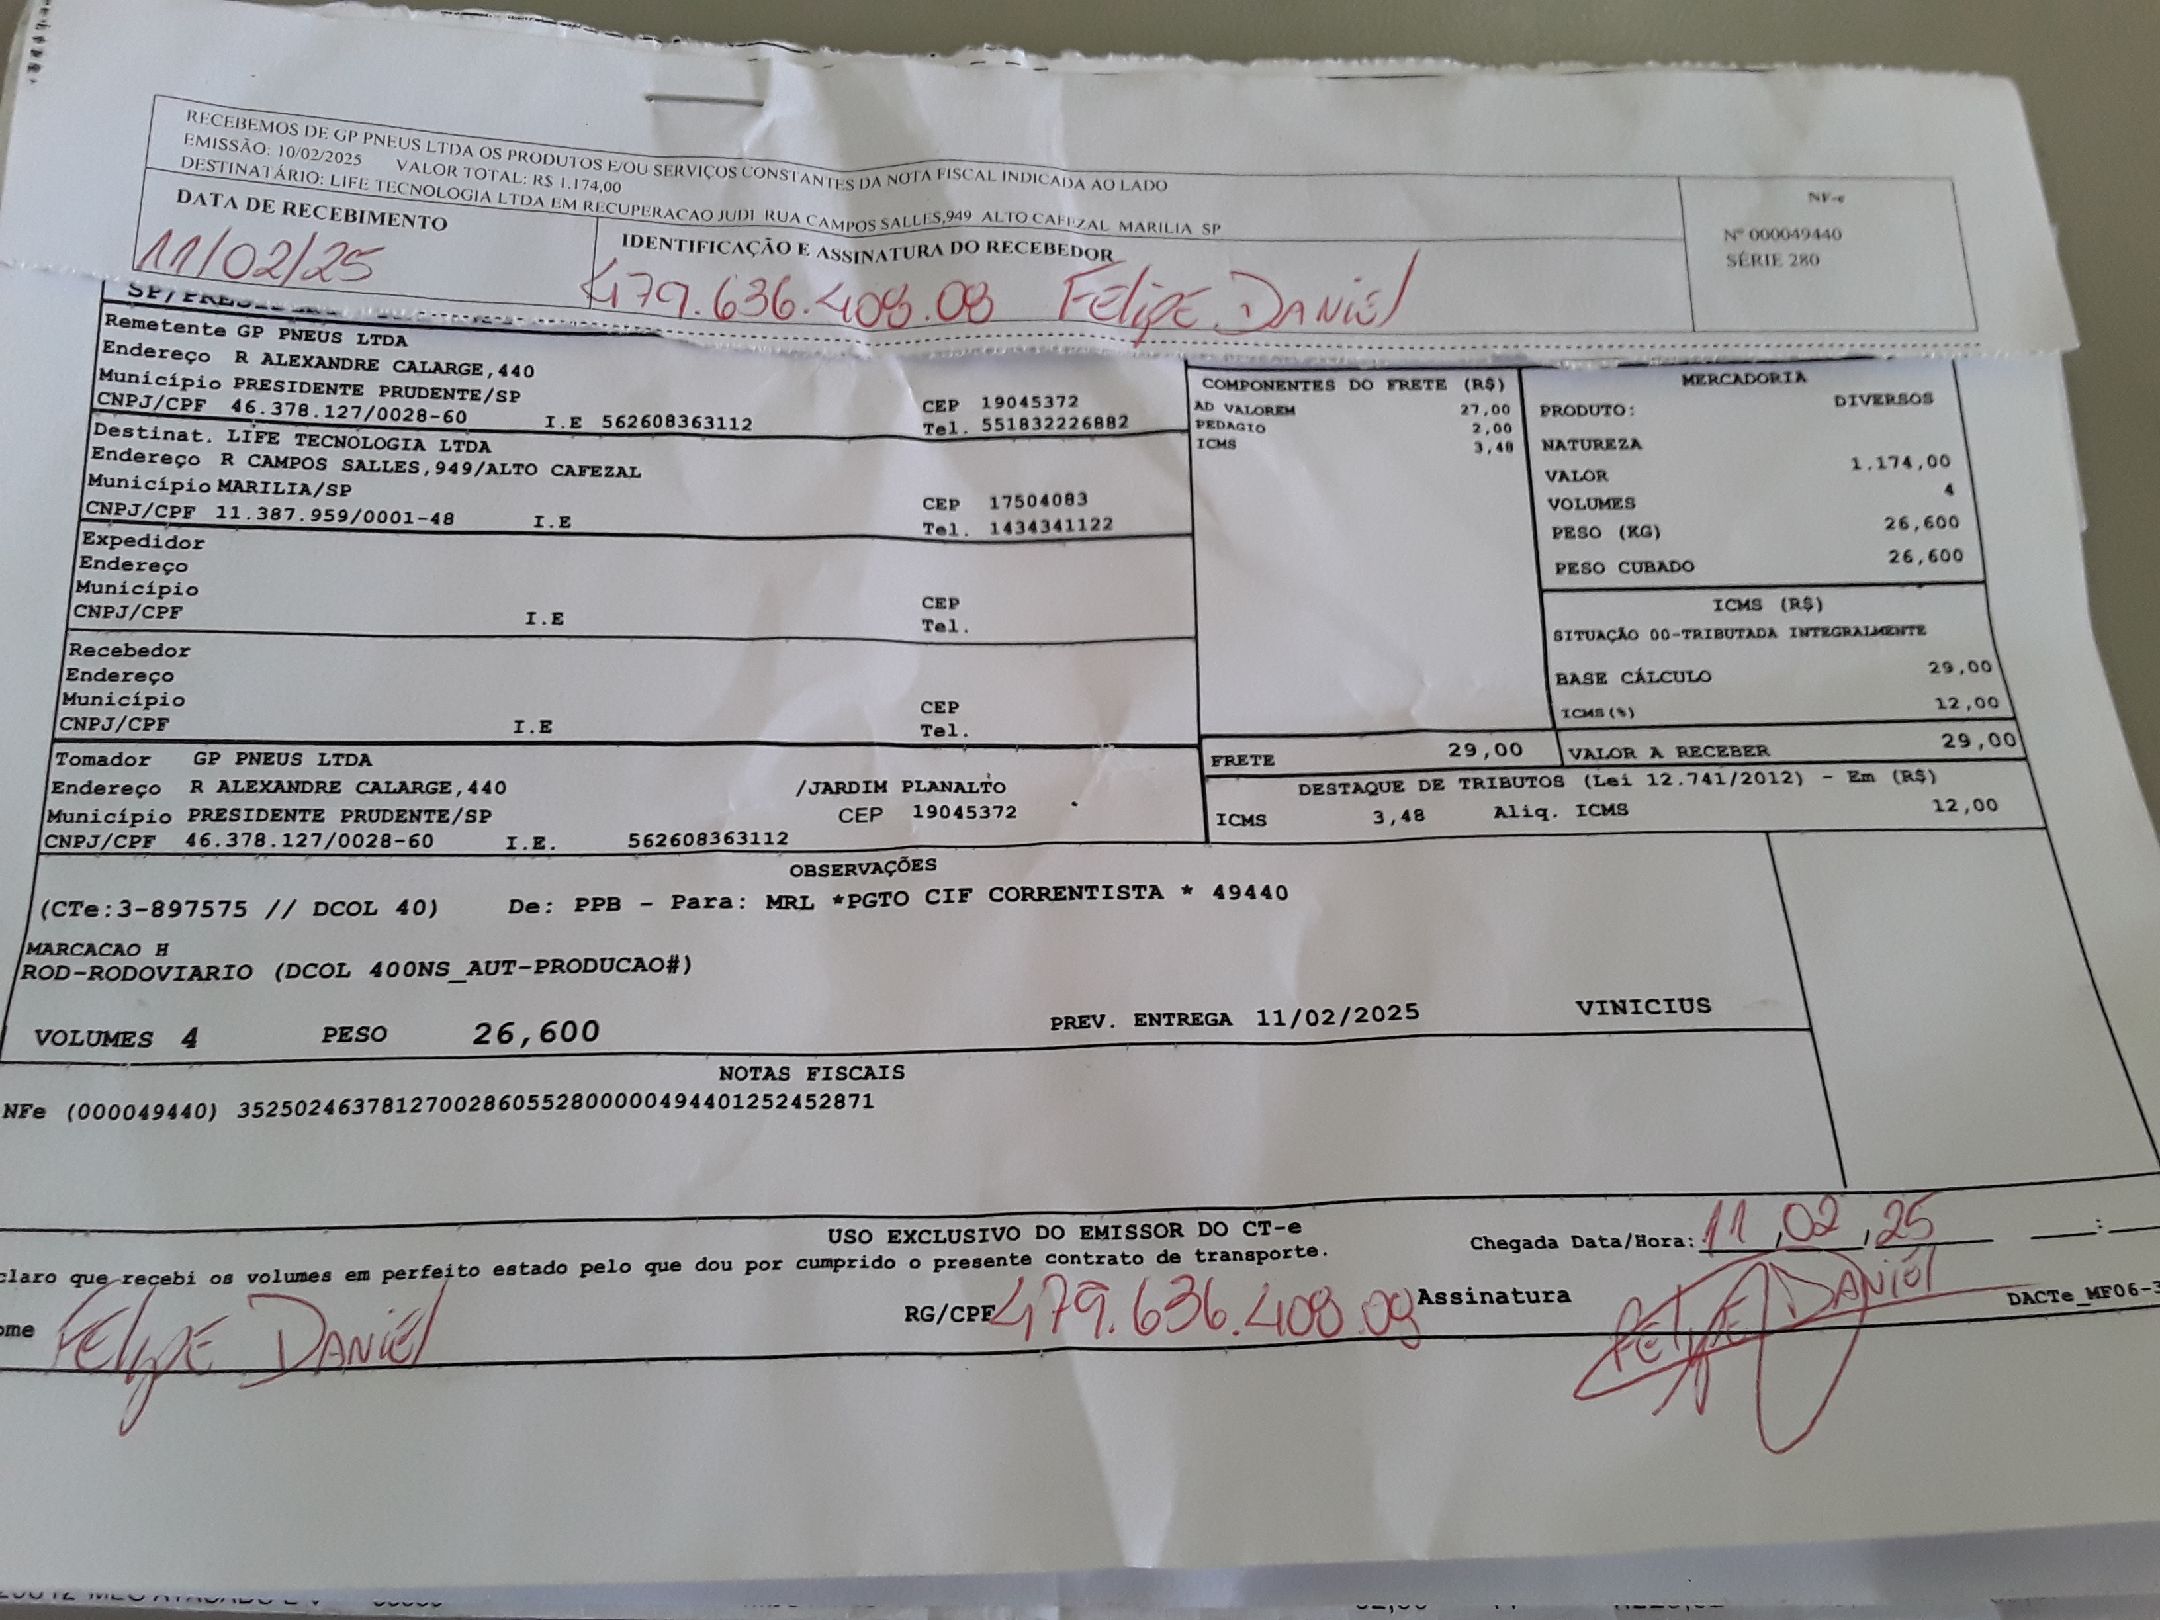 RECEBEMOS DE GP PNEUS LTDA OS PRODUTOS E/OU SERVIÇOS CONSTANTES DA NOTA FISCAL INDICADA AO LADO
EMISSÃO: 10/02/2025 VALOR TOTAL: R$ 1.174,00
DESTINATÁRIO: LIFE TECNOLOGIA LTDA EM RECUPERACAO JUDI RUA CAMPOS SALLES,949 ALTO CAFEZAL MARILIA SP
NF-e
Nº 000049440
SÉRIE 280
DATA DE RECEBIMENTO
IDENTIFICAÇÃO E ASSINATURA DO RECEBEDOR
11/02/25
479.636.408.08 FELIPE DANIEL
Remetente GP PNEUS LTDA
Endereço R ALEXANDRE CALARGE,440
Município PRESIDENTE PRUDENTE/SP CEP 19045372
CNPJ/CPF 46.378.127/0028-60 I.E 562608363112 Tel. 551832226882
Destinat. LIFE TECNOLOGIA LTDA
Endereço R CAMPOS SALLES,949/ALTO CAFEZAL
Município MARILIA/SP CEP 17504083
CNPJ/CPF 11.387.959/0001-48 I.E Tel. 1434341122
Expedidor
Endereço
Município CEP
CNPJ/CPF I.E Tel.
Recebedor
Endereço
Município CEP
CNPJ/CPF I.E Tel.
Tomador GP PNEUS LTDA
Endereço R ALEXANDRE CALARGE,440 /JARDIM PLANALTO
Município PRESIDENTE PRUDENTE/SP CEP 19045372
CNPJ/CPF 46.378.127/0028-60 I.E. 562608363112
COMPONENTES DO FRETE (R$)
AD VALOREM 27,00
PEDAGIO 2,00
ICMS 3,48
FRETE 29,00
MERCADORIA
PRODUTO: DIVERSOS
NATUREZA
VALOR 1.174,00
VOLUMES 4
PESO (KG) 26,600
PESO CUBADO 26,600
ICMS (R$)
SITUAÇÃO 00-TRIBUTADA INTEGRALMENTE
BASE CÁLCULO 29,00
ICMS(%) 12,00
VALOR A RECEBER 29,00
DESTAQUE DE TRIBUTOS (Lei 12.741/2012) - Em (R$)
ICMS 3,48 Aliq. ICMS 12,00
OBSERVAÇÕES
(CTe:3-897575 // DCOL 40) De: PPB - Para: MRL *PGTO CIF CORRENTISTA * 49440
MARCACAO H
ROD-RODOVIARIO (DCOL 400NS_AUT-PRODUCAO#)
VOLUMES 4 PESO 26,600 PREV. ENTREGA 11/02/2025 VINICIUS
NOTAS FISCAIS
NFe (000049440) 35250246378127002860552800000494401252452871
USO EXCLUSIVO DO EMISSOR DO CT-e
Chegada Data/Hora: 11,02,25 __:__
claro que recebi os volumes em perfeito estado pelo que dou por cumprido o presente contrato de transporte.
ome FELIPE DANIEL RG/CPF 479.636.408.08 Assinatura FELIPE DANIEL
DACTe_MF06-3